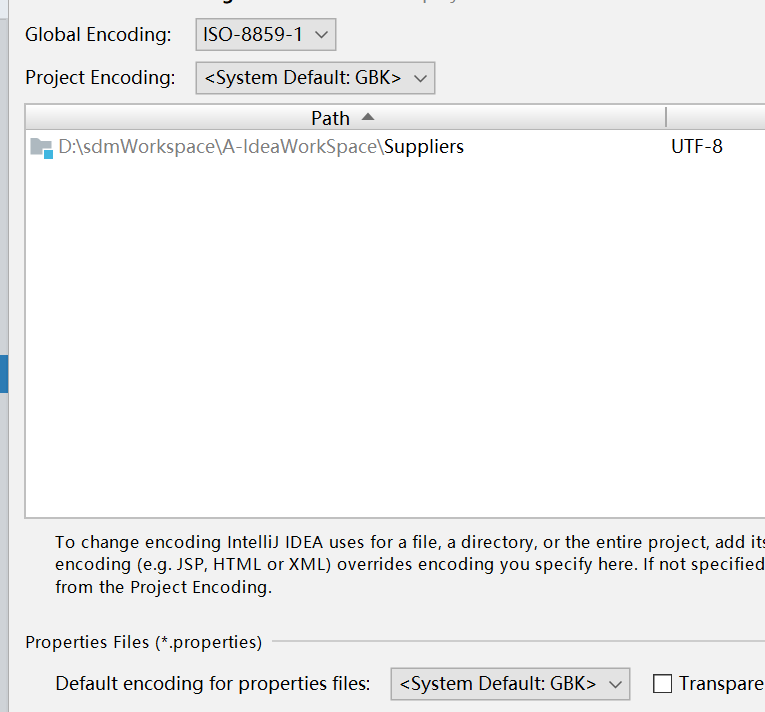 Global Encoding: ISO-8859-1
Project Encoding: <System Default: GBK>
Path
D:\sdmWorkspace\A-IdeaWorkSpace\Suppliers UTF-8
To change encoding IntelliJ IDEA uses for a file, a directory, or the entire project, add its
encoding (e.g. JSP, HTML or XML) overrides encoding you specify here. If not specified
from the Project Encoding.
Properties Files (*.properties)
Default encoding for properties files: <System Default: GBK> Transpare